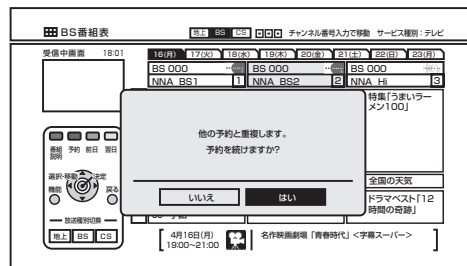 BS番組表
地上 BS CS チャンネル番号入力で移動 サービス種別：テレビ
受信中画面 18:01
16(月) 17(火) 18(水) 19(木) 20(金) 21(土) 22(日) 23(月)
BS 000 BS 000 BS 000
NNA BS1 1 NNA BS2 2 NNA Hi 3
特集｢うまいラー
メン100｣
他の予約と重複します。
予約を続けますか?
いいえ はい
番組
説明 予約 前日 翌日
選択･移動 決定
機能 戻る
放送種別切換
地上 BS CS
全国の天気
ドラマベスト｢12
時間の奇跡｣
4月16日(月)
19:00~21:00
名作映画劇場「青春時代」<字幕スーパー>